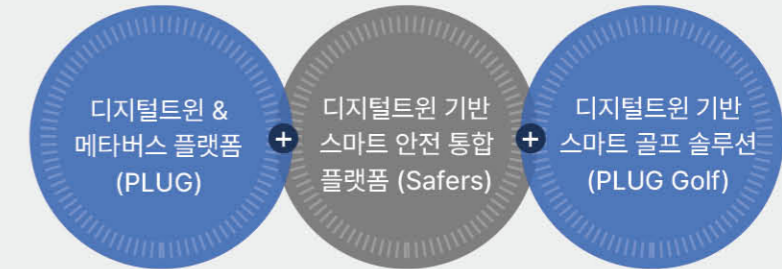 디지털트윈 &
메타버스 플랫폼
(PLUG)
+
디지털트윈 기반
스마트 안전 통합
플랫폼 (Safers)
+
디지털트윈 기반
스마트 골프 솔루션
(PLUG Golf)